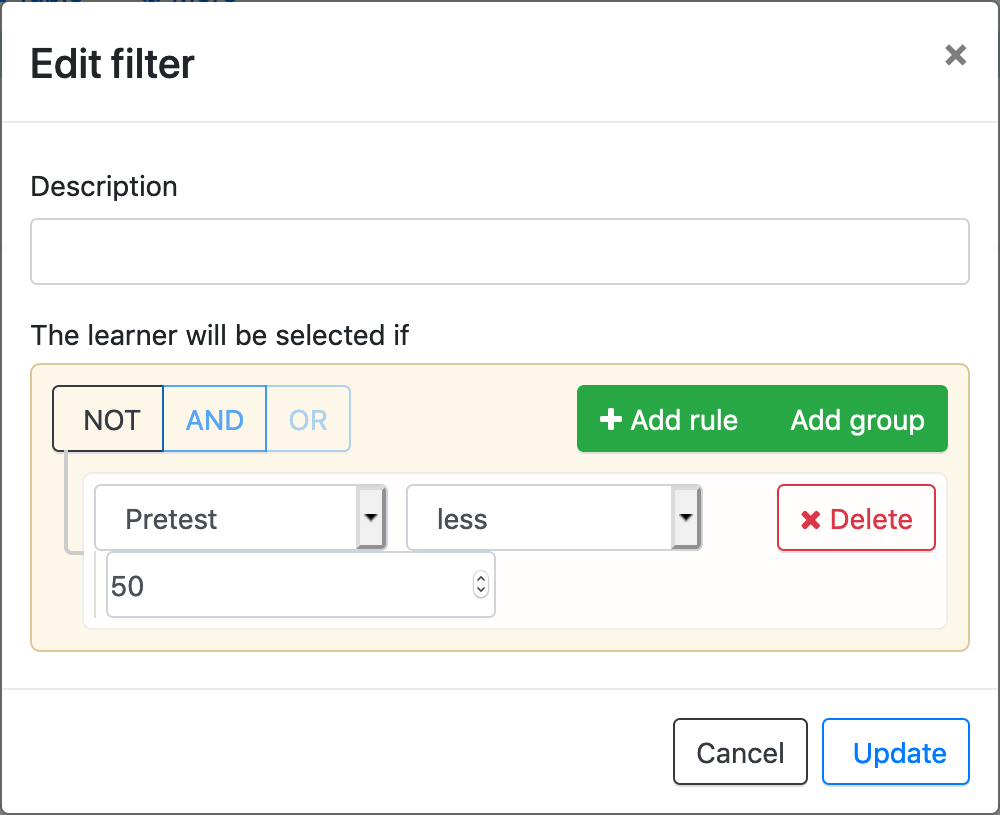 Edit filter
Description
The learner will be selected if
NOT AND OR Add rule Add group
Pretest less Delete
50
Cancel Update